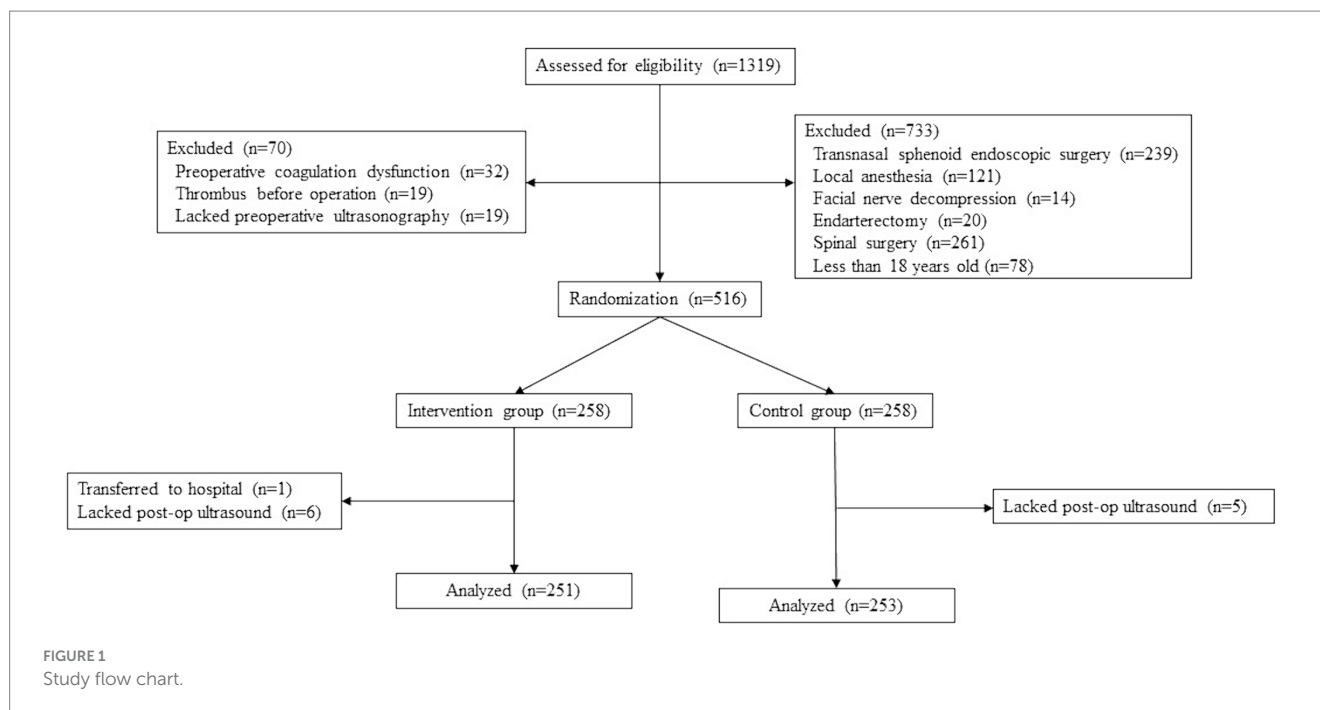 Assessed for eligibility (n=1319)
Excluded (n=70)
Preoperative coagulation dysfunction (n=32)
Thrombus before operation (n=19)
Lacked preoperative ultrasonography (n=19)
Excluded (n=733)
Transnasal sphenoid endoscopic surgery (n=239)
Local anesthesia (n=121)
Facial nerve decompression (n=14)
Endarterectomy (n=20)
Spinal surgery (n=261)
Less than 18 years old (n=78)
Randomization (n=516)
Intervention group (n=258)
Control group (n=258)
Transferred to hospital (n=1)
Lacked post-op ultrasound (n=6)
Lacked post-op ultrasound (n=5)
Analyzed (n=251)
Analyzed (n=253)
FIGURE 1
Study flow chart.